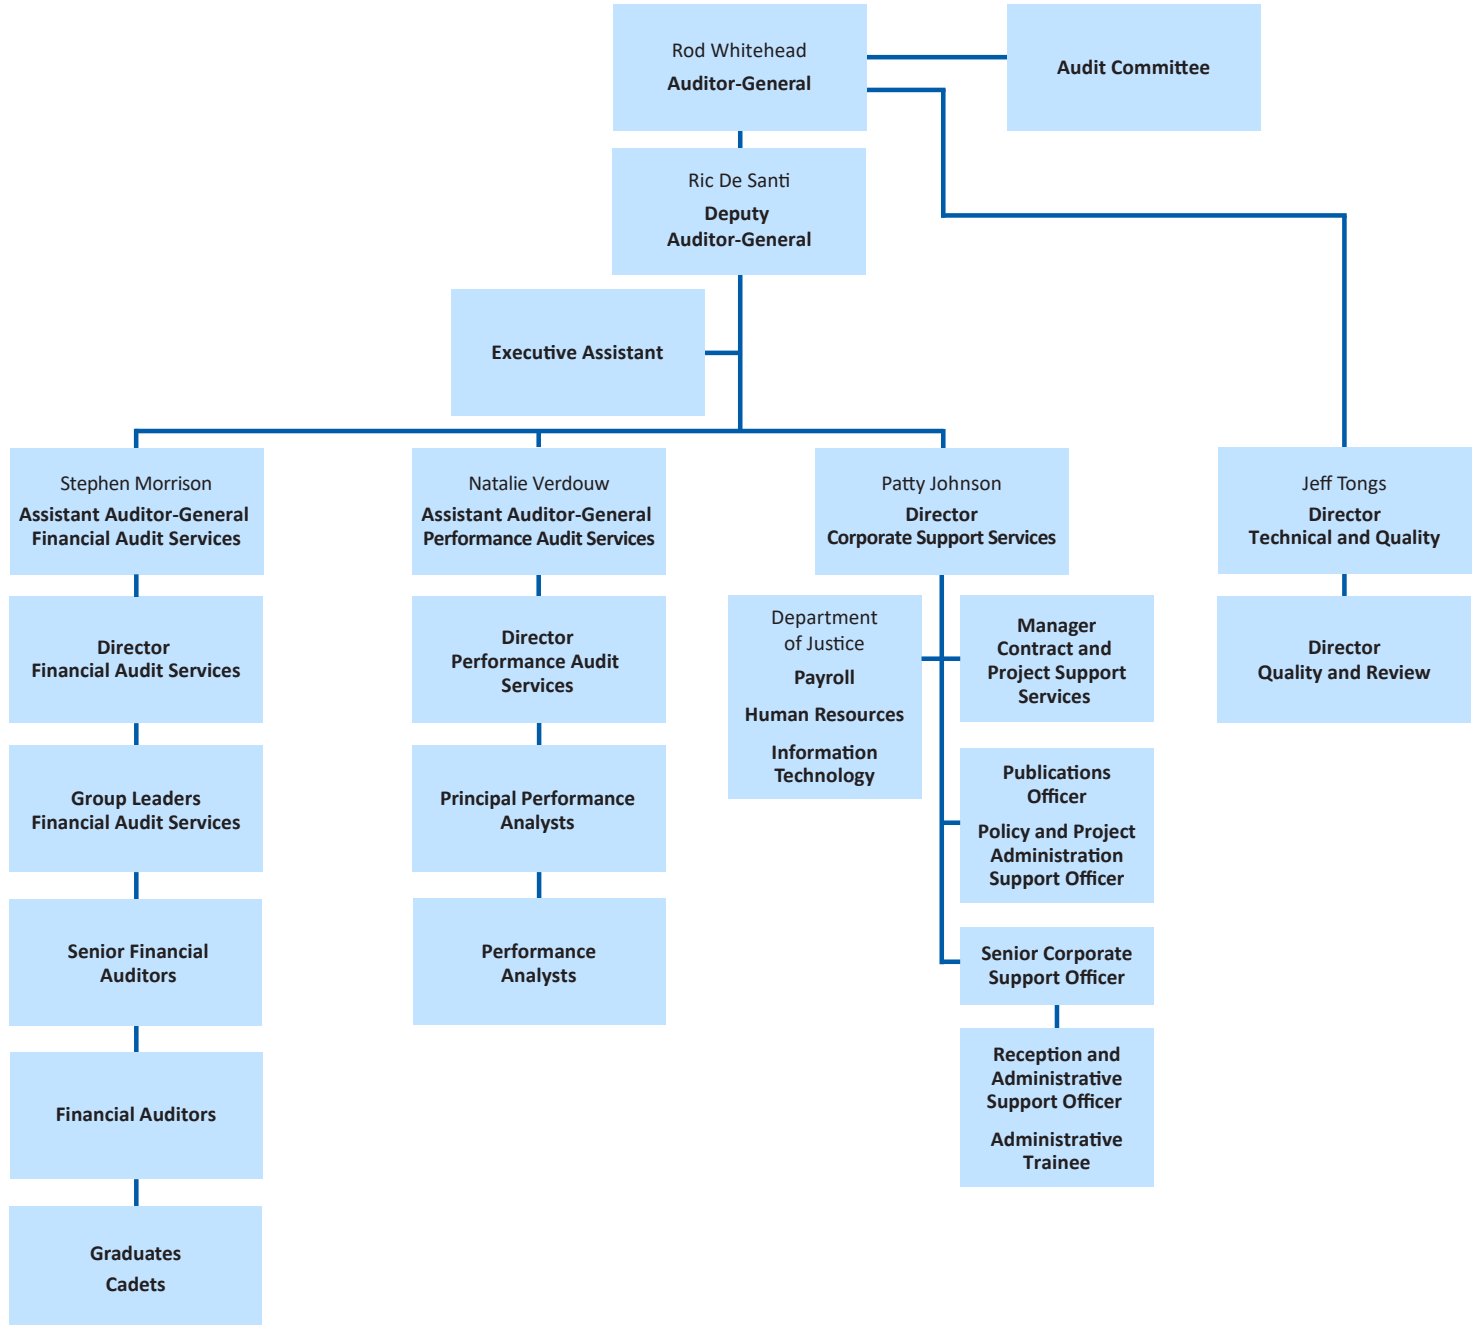 Rod Whitehead
Auditor-General
Audit Committee
Ric De Santi
Deputy
Auditor-General
Executive Assistant
Stephen Morrison
Assistant Auditor-General
Financial Audit Services
Natalie Verdouw
Assistant Auditor-General
Performance Audit Services
Patty Johnson
Director
Corporate Support Services
Jeff Tongs
Director
Technical and Quality
Director
Financial Audit Services
Director
Performance Audit
Services
Department
of Justice
Payroll
Human Resources
Information
Technology
Manager
Contract and
Project Support
Services
Director
Quality and Review
Group Leaders
Financial Audit Services
Principal Performance
Analysts
Publications
Officer
Policy and Project
Administration
Support Officer
Senior Financial
Auditors
Performance
Analysts
Senior Corporate
Support Officer
Financial Auditors
Reception and
Administrative
Support Officer
Administrative
Trainee
Graduates
Cadets